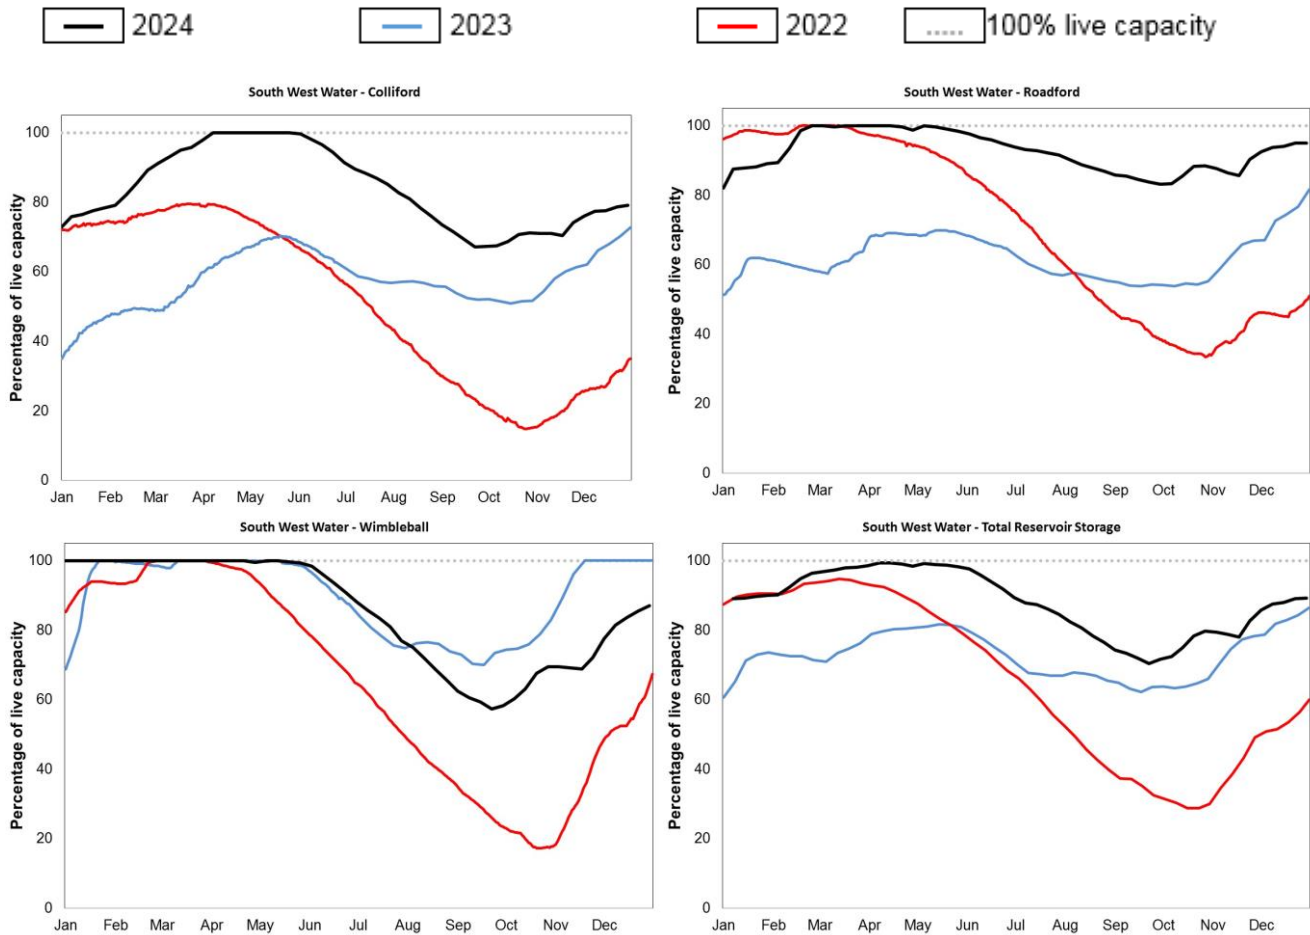 2024 2023 2022 100% live capacity
South West Water - Colliford
Percentage of live capacity
100
80
60
40
20
0
Jan Feb Mar Apr May Jun Jul Aug Sep Oct Nov Dec
South West Water - Roadford
Percentage of live capacity
100
80
60
40
20
0
Jan Feb Mar Apr May Jun Jul Aug Sep Oct Nov Dec
South West Water - Wimbleball
Percentage of live capacity
100
80
60
40
20
0
Jan Feb Mar Apr May Jun Jul Aug Sep Oct Nov Dec
South West Water - Total Reservoir Storage
Percentage of live capacity
100
80
60
40
20
0
Jan Feb Mar Apr May Jun Jul Aug Sep Oct Nov Dec